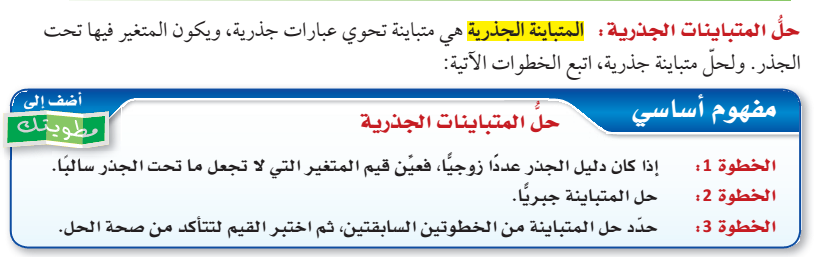 حلُّ المتباينات الجذرية: المتباينة الجذرية هي متباينة تحوي عبارات جذرية، ويكون المتغير فيها تحت
الجذر. ولحلّ متباينة جذرية، اتبع الخطوات الآتية:
مفهوم أساسي
أضف إلى
مطويتك
حلُّ المتباينات الجذرية
الخطوة 1: إذا كان دليل الجذر عددًا زوجيًّا، فعيِّن قيم المتغير التي لا تجعل ما تحت الجذر سالبًا.
الخطوة 2: حل المتباينة جبريًّا.
الخطوة 3: حدّد حل المتباينة من الخطوتين السابقتين، ثم اختبر القيم لتتأكد من صحة الحل.